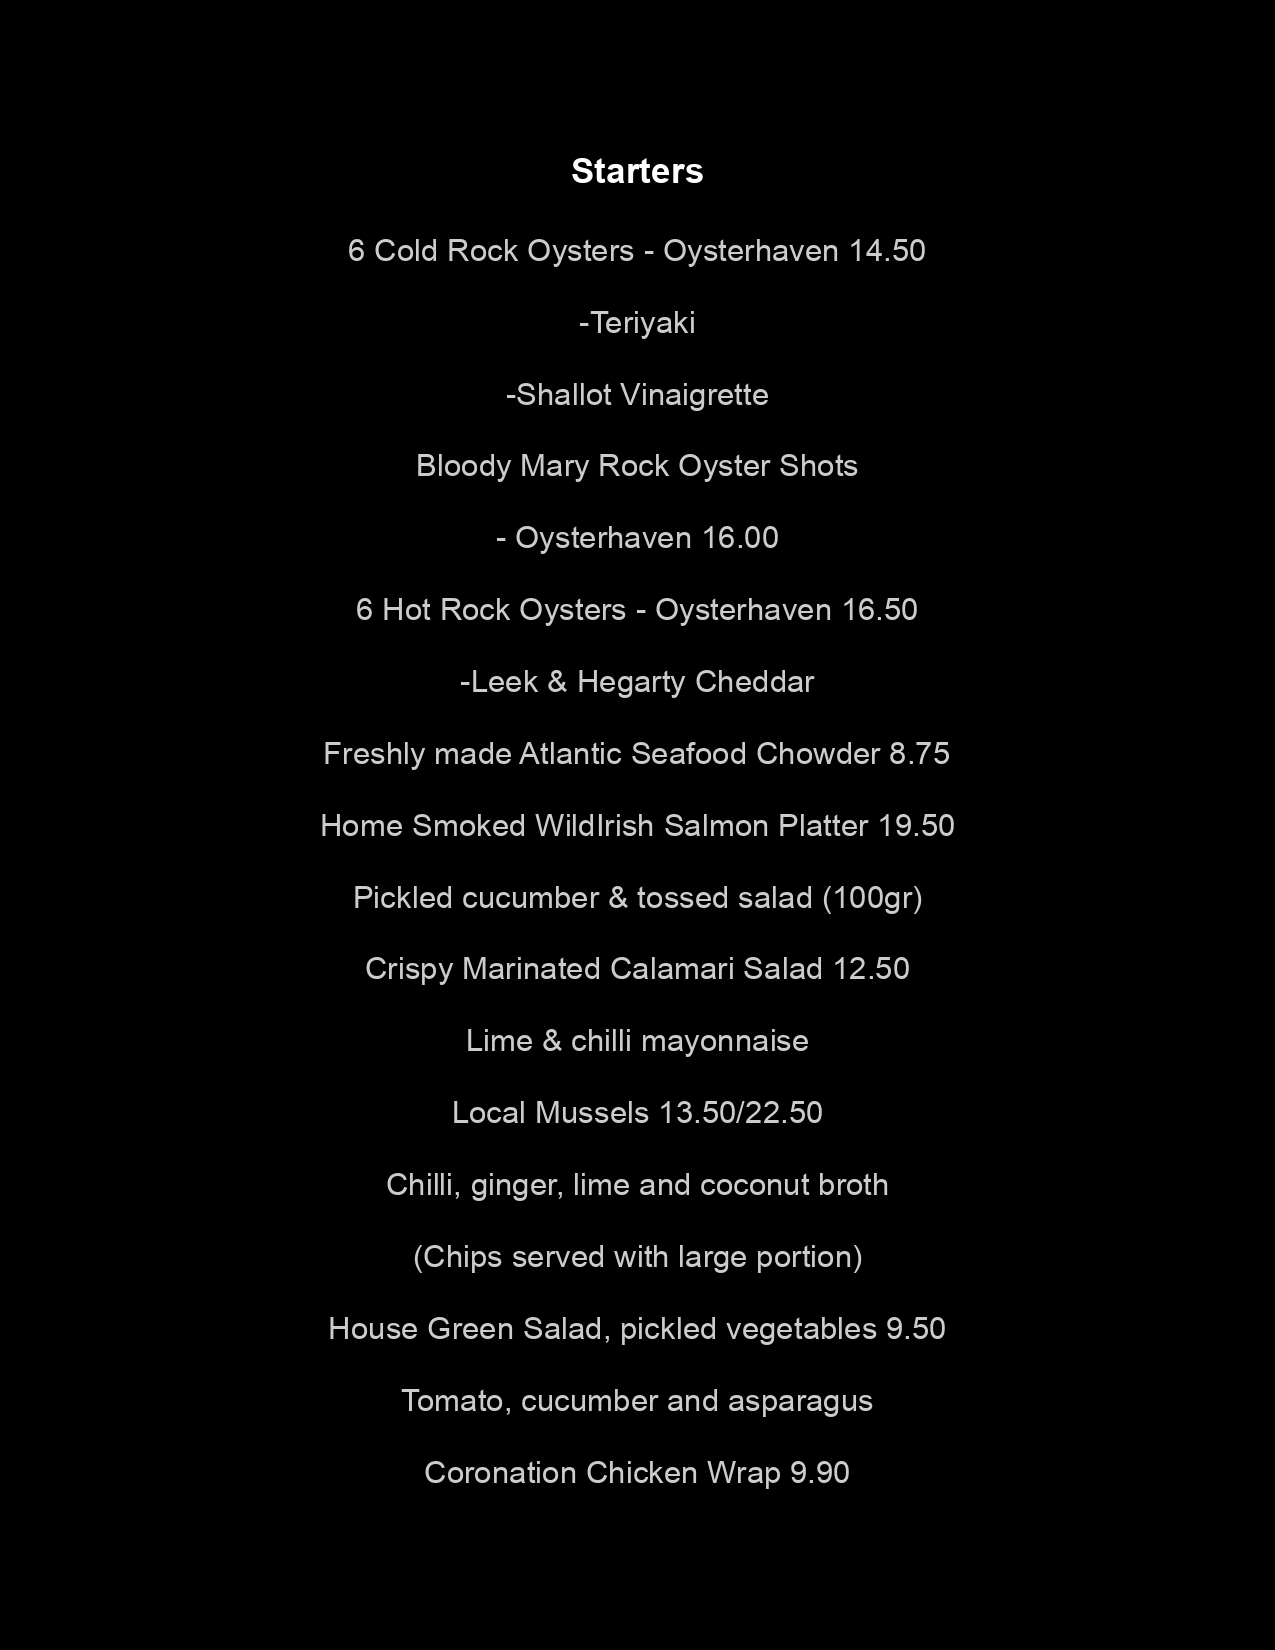 Starters
6 Cold Rock Oysters - Oysterhaven 14.50
-Teriyaki
-Shallot Vinaigrette
Bloody Mary Rock Oyster Shots
- Oysterhaven 16.00
6 Hot Rock Oysters - Oysterhaven 16.50
-Leek & Hegarty Cheddar
Freshly made Atlantic Seafood Chowder 8.75
Home Smoked WildIrish Salmon Platter 19.50
Pickled cucumber & tossed salad (100gr)
Crispy Marinated Calamari Salad 12.50
Lime & chilli mayonnaise
Local Mussels 13.50/22.50
Chilli, ginger, lime and coconut broth
(Chips served with large portion)
House Green Salad, pickled vegetables 9.50
Tomato, cucumber and asparagus
Coronation Chicken Wrap 9.90